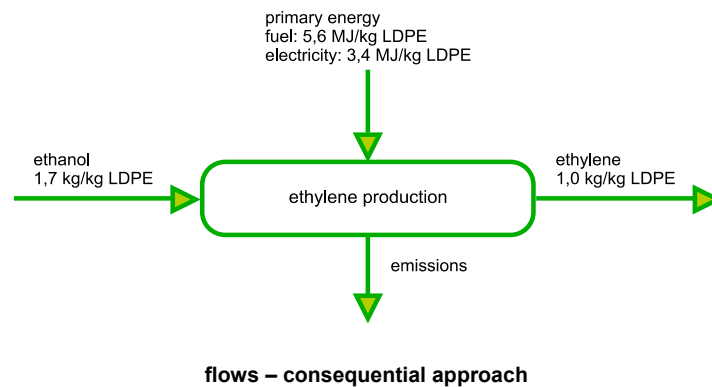 primary energy
fuel: 5,6 MJ/kg LDPE
electricity: 3,4 MJ/kg LDPE
ethanol
1,7 kg/kg LDPE
ethylene production
ethylene
1,0 kg/kg LDPE
emissions
flows – consequential approach